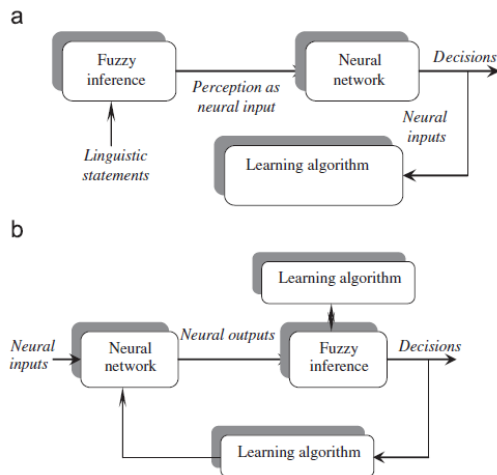 a
Fuzzy
inference
Perception as
neural input
Neural
network
Decisions
Neural
inputs
Linguistic
statements
Learning algorithm
b
Learning algorithm
Neural
inputs
Neural
network
Neural outputs
Fuzzy
inference
Decisions
Learning algorithm